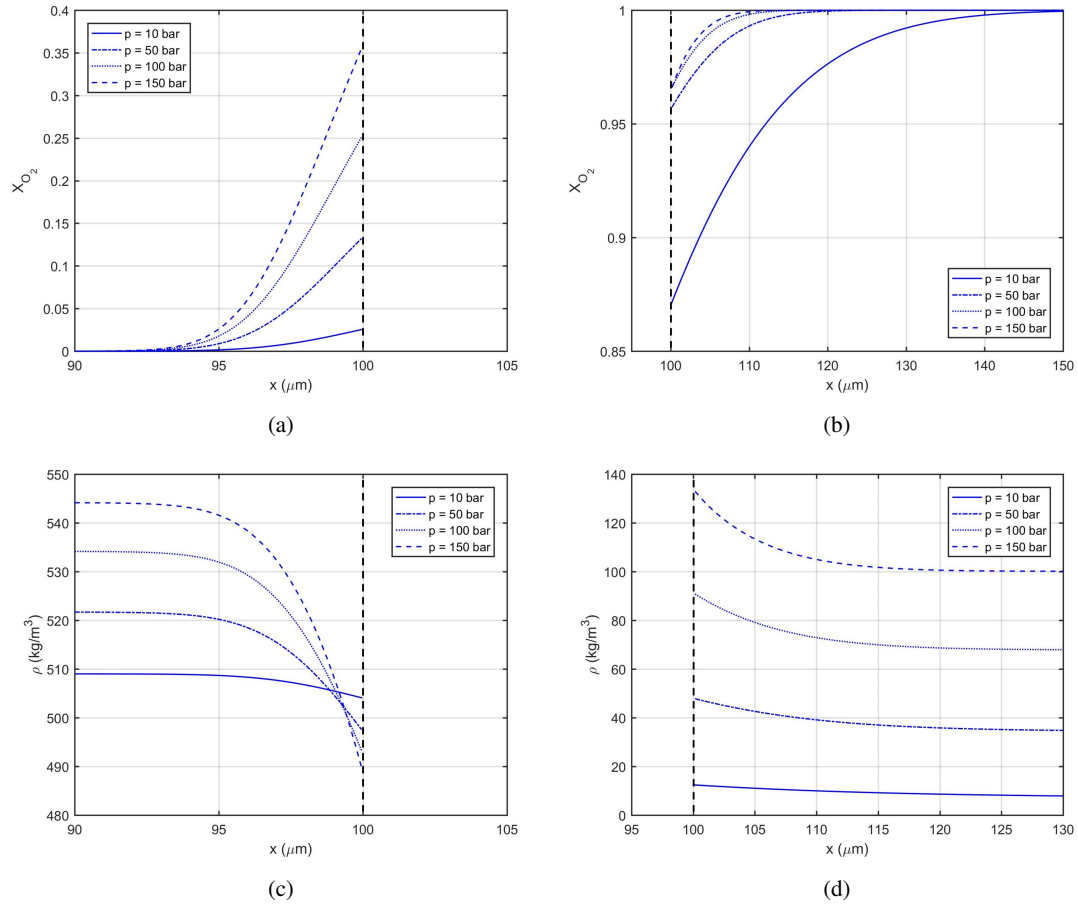 0.4
0.35
0.3
0.25
0.2
0.15
0.1
0.05
0
X_{O_2}
p = 10 bar
p = 50 bar
p = 100 bar
p = 150 bar
90 95 100 105
x (μm)
(a)
1
0.95
0.9
0.85
X_{O_2}
p = 10 bar
p = 50 bar
p = 100 bar
p = 150 bar
100 110 120 130 140 150
x (μm)
(b)
550
540
530
520
510
500
490
480
ρ (kg/m³)
p = 10 bar
p = 50 bar
p = 100 bar
p = 150 bar
90 95 100 105
x (μm)
(c)
140
120
100
80
60
40
20
0
ρ (kg/m³)
p = 10 bar
p = 50 bar
p = 100 bar
p = 150 bar
95 100 105 110 115 120 125 130
x (μm)
(d)